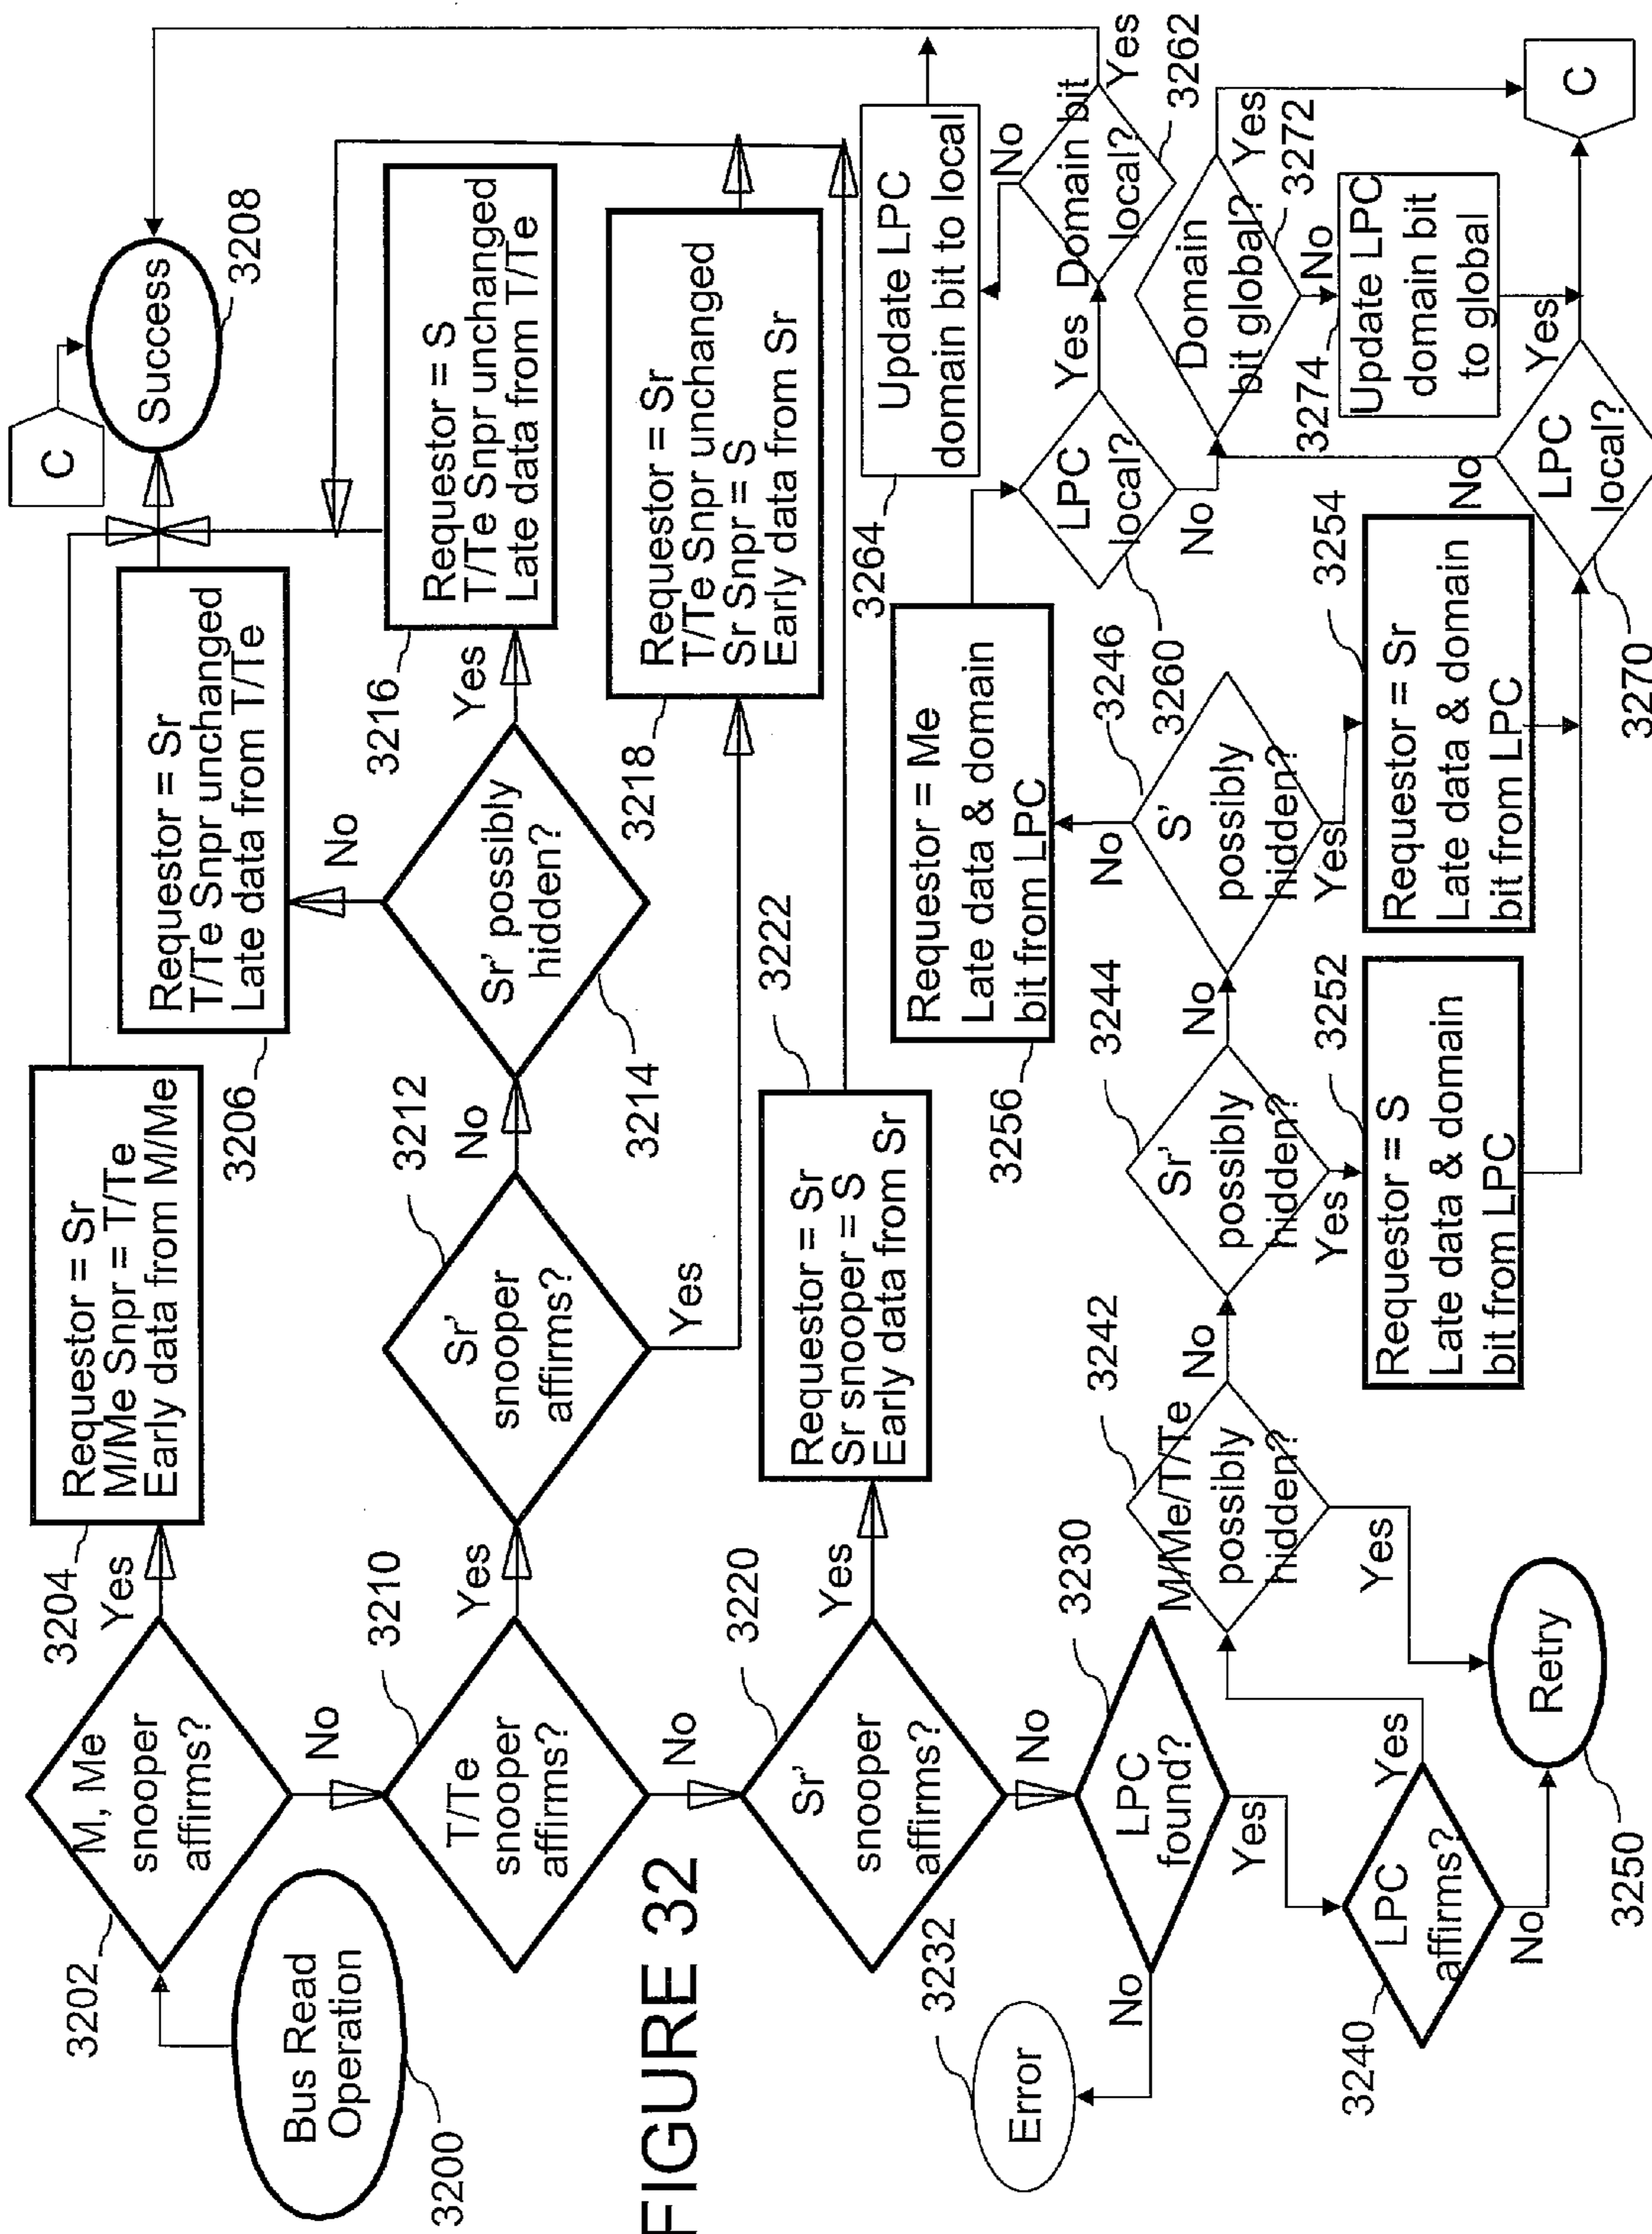 FIGURE 32
3200
Bus Read
Operation
3202
M, Me
snooper
affirms?
Yes
No
3204
Requestor = Sr
M/Me Snpr = T/Te
Early data from M/Me
3206
Requestor = Sr
T/Te Snpr unchanged
Late data from T/Te
C
Success
3208
3210
T/Te
snooper
affirms?
Yes
No
3212
Sr'
snooper
affirms?
No
Yes
3214
Sr' possibly
hidden?
No
Yes
3216
Requestor = S
T/Te Snpr unchanged
Late data from T/Te
3218
Requestor = Sr
T/Te Snpr unchanged
Sr Snpr = S
Early data from Sr
3220
Sr'
snooper
affirms?
Yes
No
3222
Requestor = Sr
Sr snooper = S
Early data from Sr
3230
LPC
found?
No
Yes
3232
Error
3240
LPC
affirms?
Yes
No
3250
Retry
3242
M/Me/T/Te
possibly
hidden?
No
Yes
3244
Sr'
possibly
hidden?
No
Yes
3246
S'
possibly
hidden?
No
Yes
3252
Requestor = S
Late data & domain
bit from LPC
3254
Requestor = Sr
Late data & domain
bit from LPC
3256
Requestor = Me
Late data & domain
bit from LPC
3260
LPC
local?
Yes
No
3262
Domain bit
local?
Yes
No
3264
Update LPC
domain bit to local
3270
LPC
local?
Yes
No
3272
Domain
bit global?
Yes
No
3274
Update LPC
domain bit
to global
C